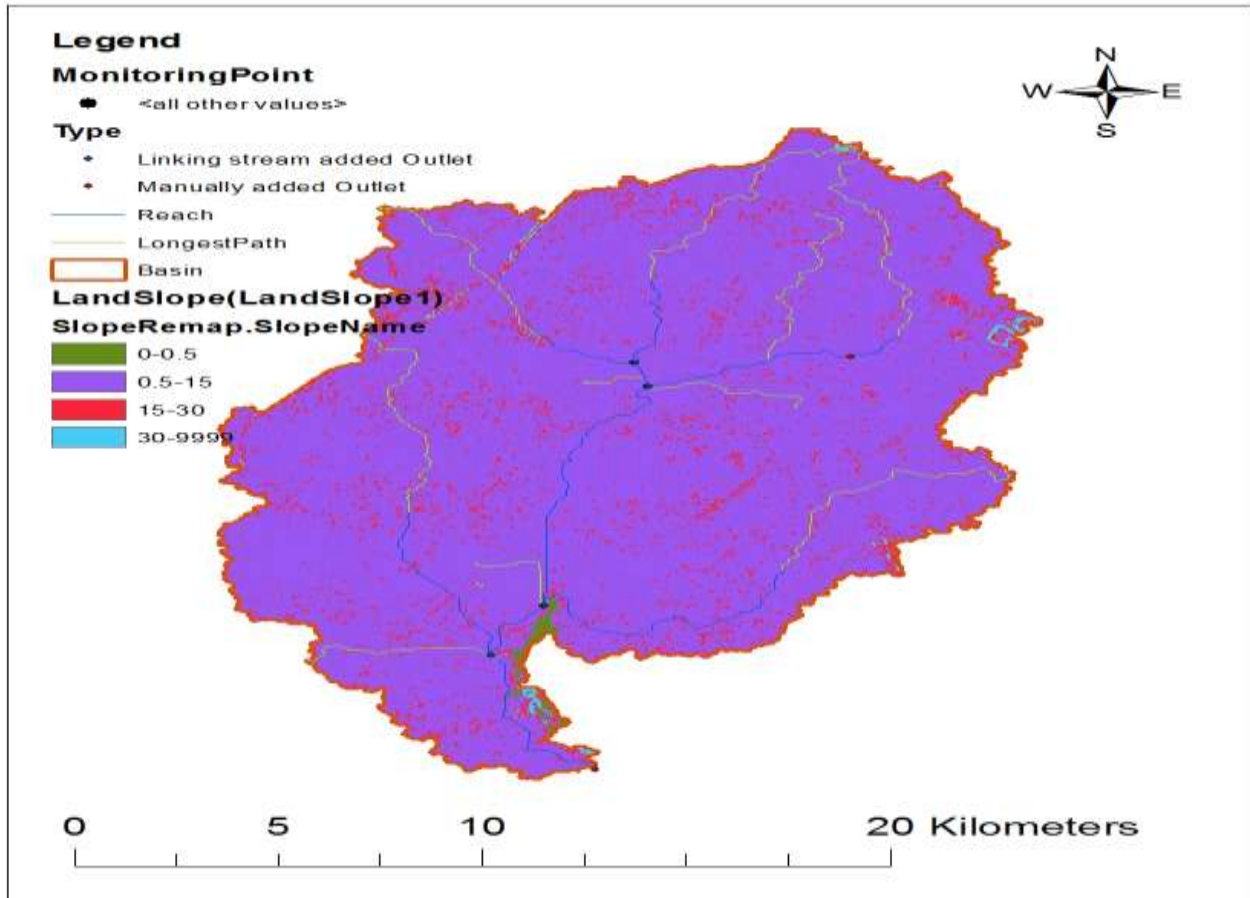 Legend
MonitoringPoint
<all other values>
Type
Linking stream added Outlet
Manually added Outlet
Reach
LongestPath
Basin
LandSlope(LandSlope1)
SlopeRemap.SlopeName
0-0.5
0.5-15
15-30
30-9999
N
W E
S
0 5 10 20 Kilometers